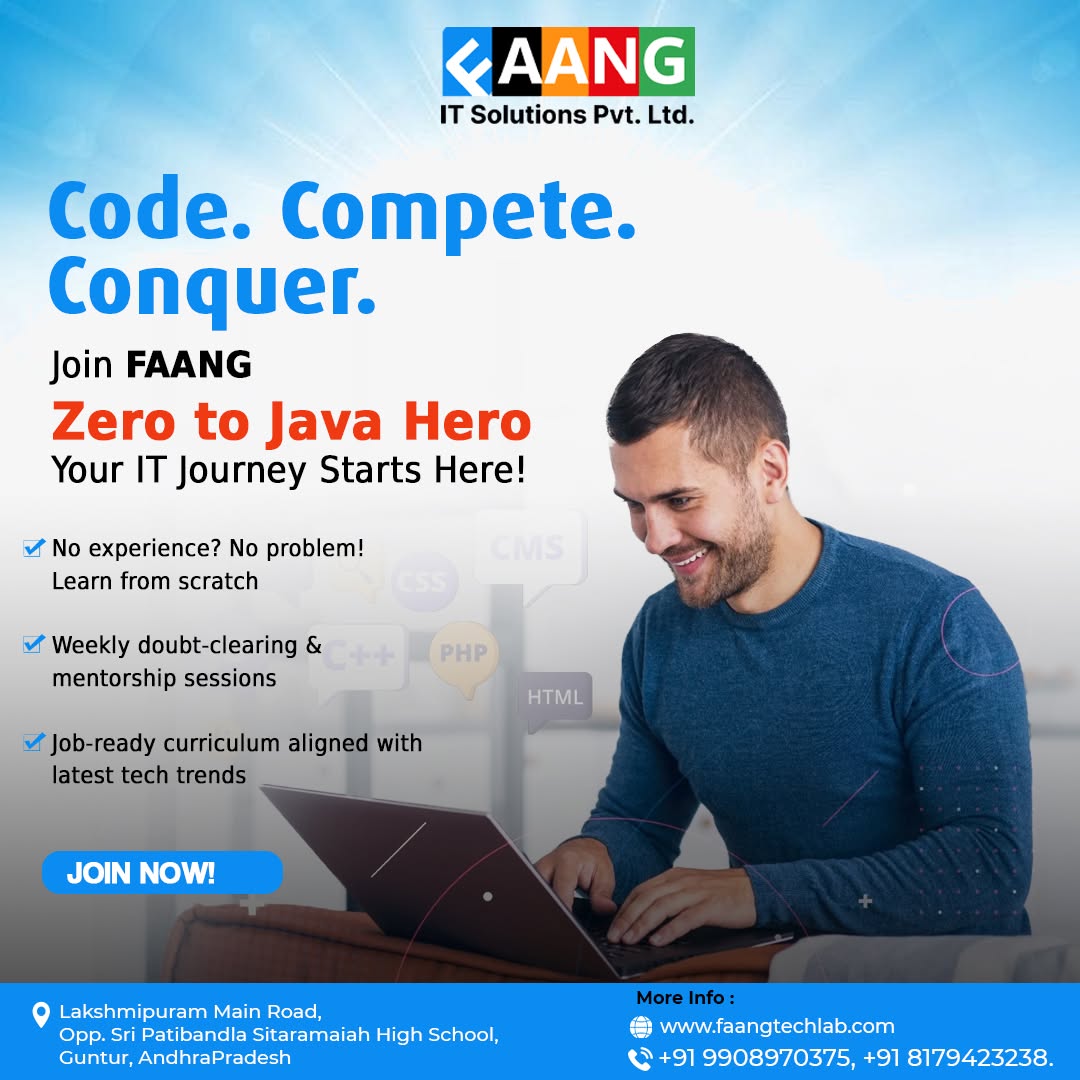 FAANG
IT Solutions Pvt. Ltd.
Code. Compete.
Conquer.
Join FAANG
Zero to Java Hero
Your IT Journey Starts Here!
No experience? No problem!
Learn from scratch
Weekly doubt-clearing &
mentorship sessions
Job-ready curriculum aligned with
latest tech trends
CMS
CSS
C++
PHP
HTML
JOIN NOW!
Lakshmipuram Main Road,
Opp. Sri Patibandla Sitaramaiah High School,
Guntur, AndhraPradesh
More Info :
www.faangtechlab.com
+91 9908970375, +91 8179423238.